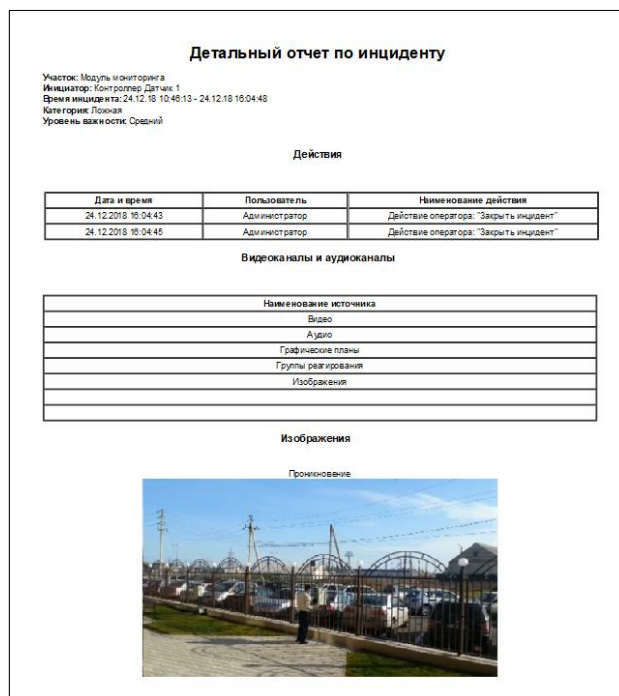 Детальный отчет по инциденту
Участок: Модуль мониторинга
Инициатор: Контроллер Датчик 1
Время инцидента: 24.12.18 10:46:13 - 24.12.18 16:04:48
Категория: Ложная
Уровень важности: Средний
Действия
Дата и время Пользователь Наименование действия
24.12.2018 16:04:43 Администратор Действие оператора: "Закрыть инцидент"
24.12.2018 16:04:45 Администратор Действие оператора: "Закрыть инцидент"
Видеоканалы и аудиоканалы
Наименование источника
Видео
Аудио
Графические планы
Группы реагирования
Изображения
Изображения
Проникновение